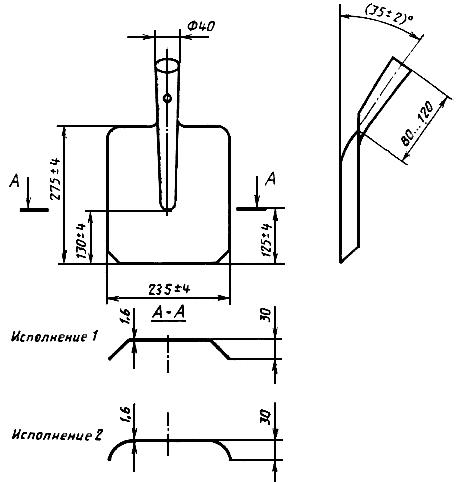 Ф40
(35±2)°
80...120
275±4
А
А
130±4
125±4
235±4
А-А
Исполнение 1
1,6
30
Исполнение 2
1,6
30